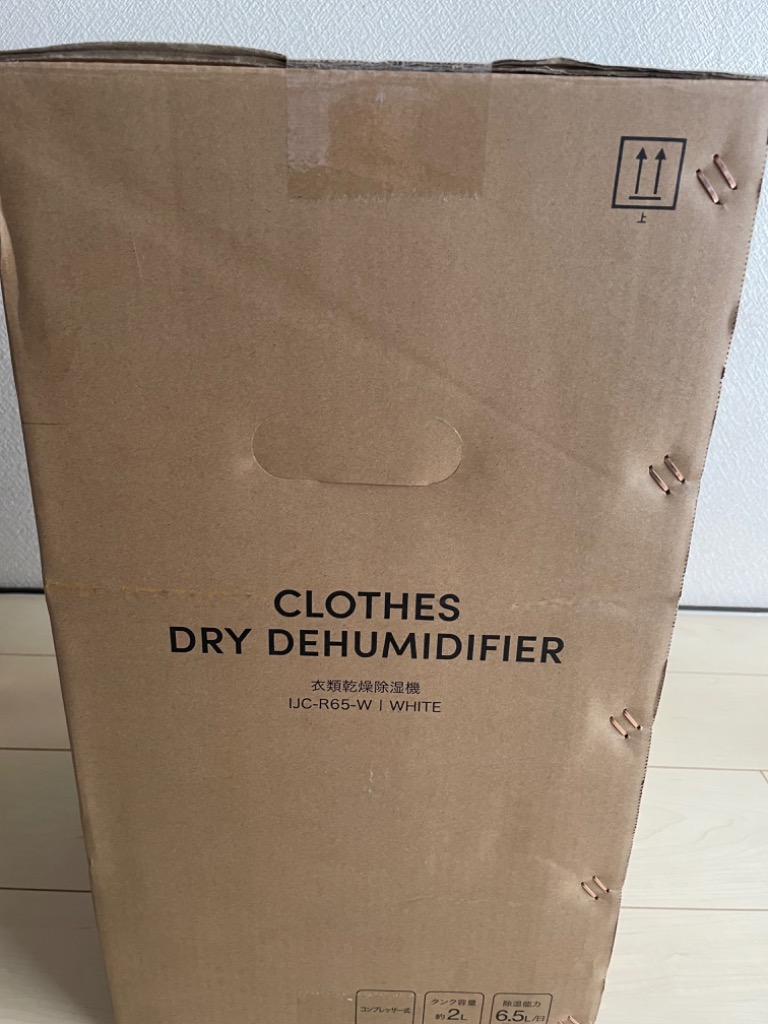 上
CLOTHES
DRY DEHUMIDIFIER
衣類乾燥除湿機
IJC-R65-W | WHITE
コンプレッサー式
タンク容量
約2L
除湿能力
6.5L/日